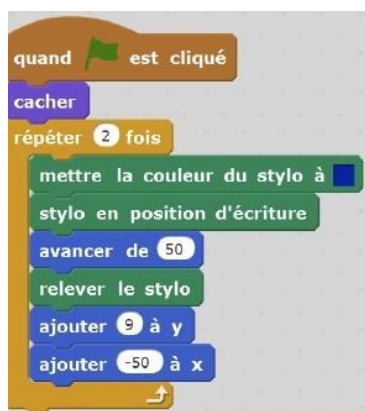 quand est cliqué
cacher
répéter 2 fois
mettre la couleur du stylo à
stylo en position d'écriture
avancer de 50
relever le stylo
ajouter 9 à y
ajouter -50 à x